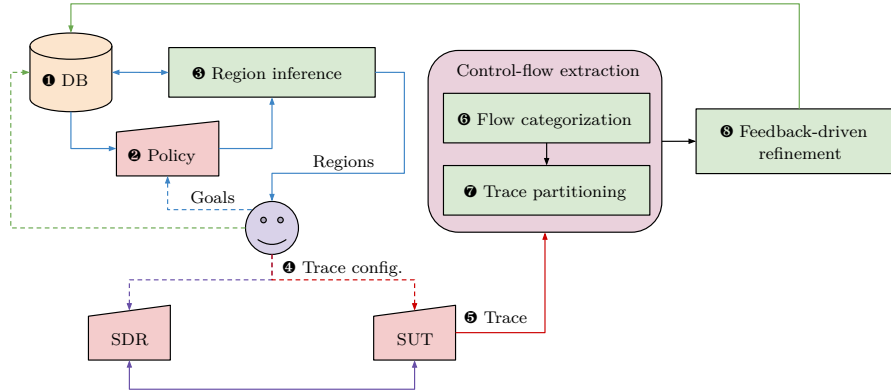 ❶ DB
❸ Region inference
❷ Policy
Regions
Goals
❹ Trace config.
SDR
SUT
❺ Trace
Control-flow extraction
❻ Flow categorization
❼ Trace partitioning
❽ Feedback-driven
refinement